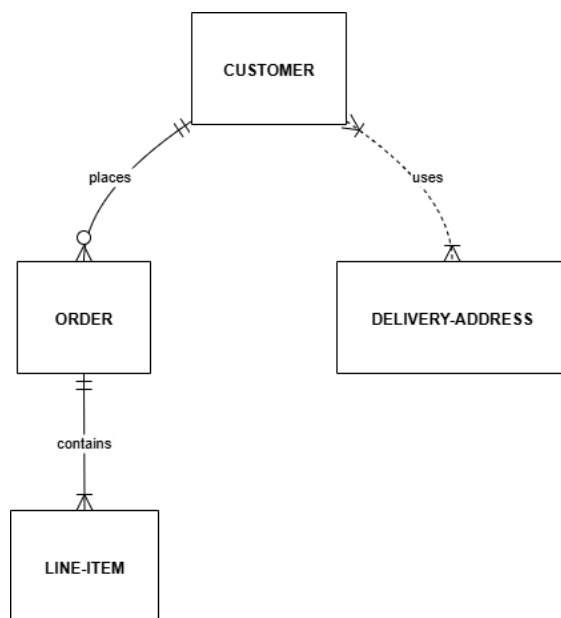 CUSTOMER
places
uses
ORDER
DELIVERY-ADDRESS
contains
LINE-ITEM